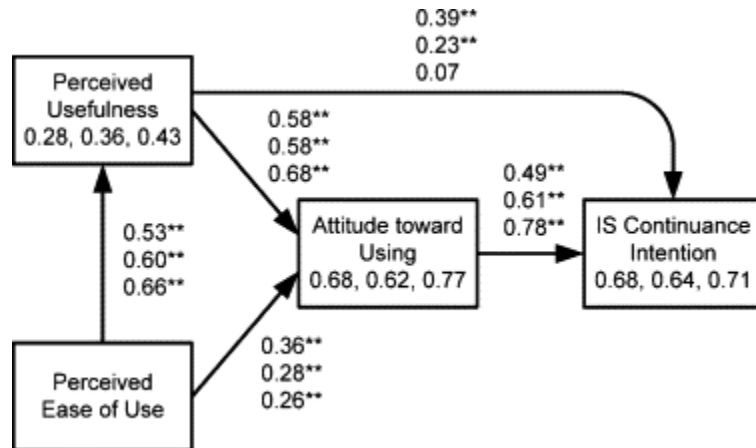 0.39**
0.23**
0.07
Perceived
Usefulness
0.28, 0.36, 0.43
0.58**
0.58**
0.68**
0.49**
0.61**
0.78**
Attitude toward
Using
0.68, 0.62, 0.77
IS Continuance
Intention
0.68, 0.64, 0.71
0.53**
0.60**
0.66**
0.36**
0.28**
0.26**
Perceived
Ease of Use